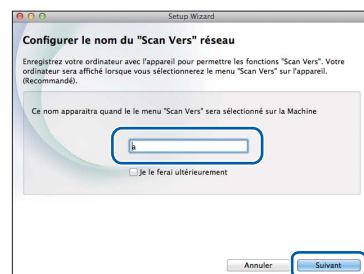 Setup Wizard
Configurer le nom du "Scan Vers" réseau
Enregistrez votre ordinateur avec l'appareil pour permettre les fonctions "Scan Vers". Votre
ordinateur sera affiché lorsque vous sélectionnerez le menu "Scan Vers" sur l'appareil.
(Recommandé).
Ce nom apparaitra quand le le menu "Scan Vers" sera sélectionné sur la Machine
a
Je le ferai ultérieurement
Annuler
Suivant